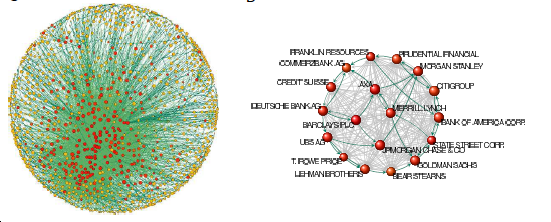 FRANKLIN RESOURCES
PRUDENTIAL FINANCIAL
COMMERZBANK AG
MORGAN STANLEY
CREDIT SUISSE
AXA
CITIGROUP
DEUTSCHE BANK AG
MERRILL LYNCH
BARCLAYS PLC
BANK OF AMERICA CORP.
UBS AG
STATE STREET CORP.
JPMORGAN CHASE & CO
T. ROWE PRICE
GOLDMAN SACHS
LEHMAN BROTHERS
BEAR STEARNS